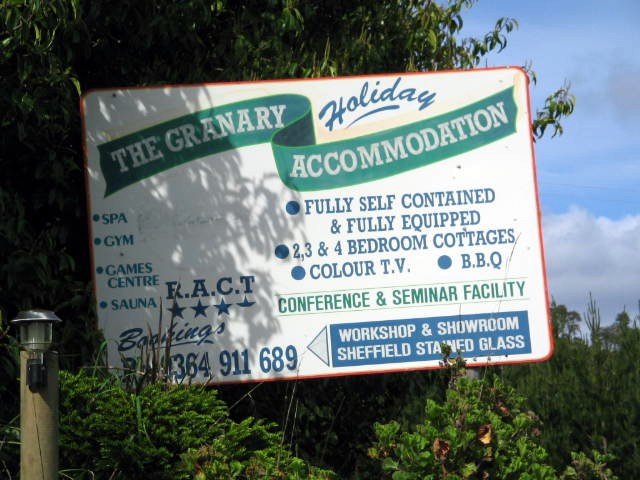 THE GRANARY Holiday
ACCOMMODATION
• SPA
• GYM
• GAMES
CENTRE
• SAUNA
R.A.C.T
• FULLY SELF CONTAINED
& FULLY EQUIPPED
• 2,3 & 4 BEDROOM COTTAGES
• COLOUR T.V. • B.B.Q
CONFERENCE & SEMINAR FACILITY
Bookings
364 911 689
WORKSHOP & SHOWROOM
SHEFFIELD STAINED GLASS